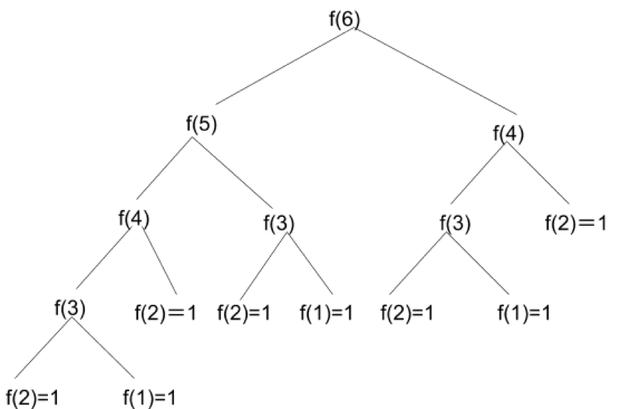 f(6)
f(5) f(4)
f(4) f(3) f(3) f(2)=1
f(3) f(2)=1 f(2)=1 f(1)=1 f(2)=1 f(1)=1
f(2)=1 f(1)=1